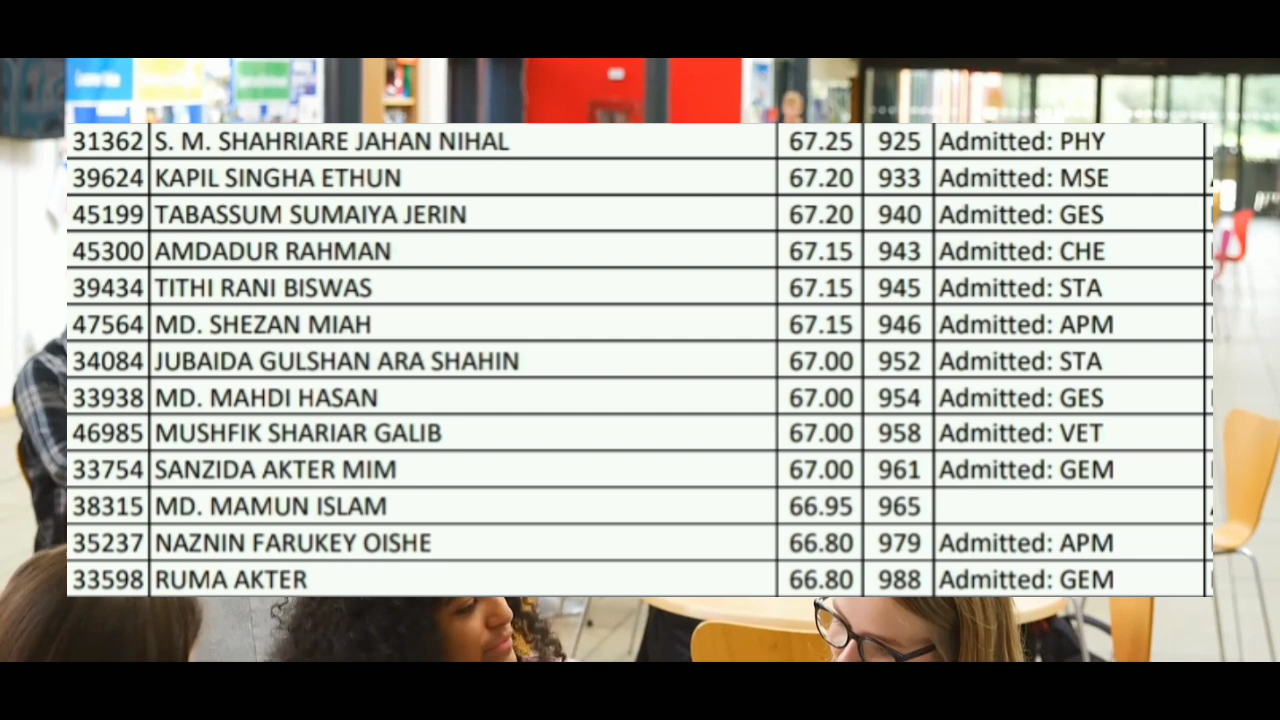 31362 S. M. SHAHRIARE JAHAN NIHAL 67.25 925 Admitted: PHY
39624 KAPIL SINGHA ETHUN 67.20 933 Admitted: MSE
45199 TABASSUM SUMAIYA JERIN 67.20 940 Admitted: GES
45300 AMDADUR RAHMAN 67.15 943 Admitted: CHE
39434 TITHI RANI BISWAS 67.15 945 Admitted: STA
47564 MD. SHEZAN MIAH 67.15 946 Admitted: APM
34084 JUBAIDA GULSHAN ARA SHAHIN 67.00 952 Admitted: STA
33938 MD. MAHDI HASAN 67.00 954 Admitted: GES
46985 MUSHFIK SHARIAR GALIB 67.00 958 Admitted: VET
33754 SANZIDA AKTER MIM 67.00 961 Admitted: GEM
38315 MD. MAMUN ISLAM 66.95 965
35237 NAZNIN FARUKEY OISHE 66.80 979 Admitted: APM
33598 RUMA AKTER 66.80 988 Admitted: GEM